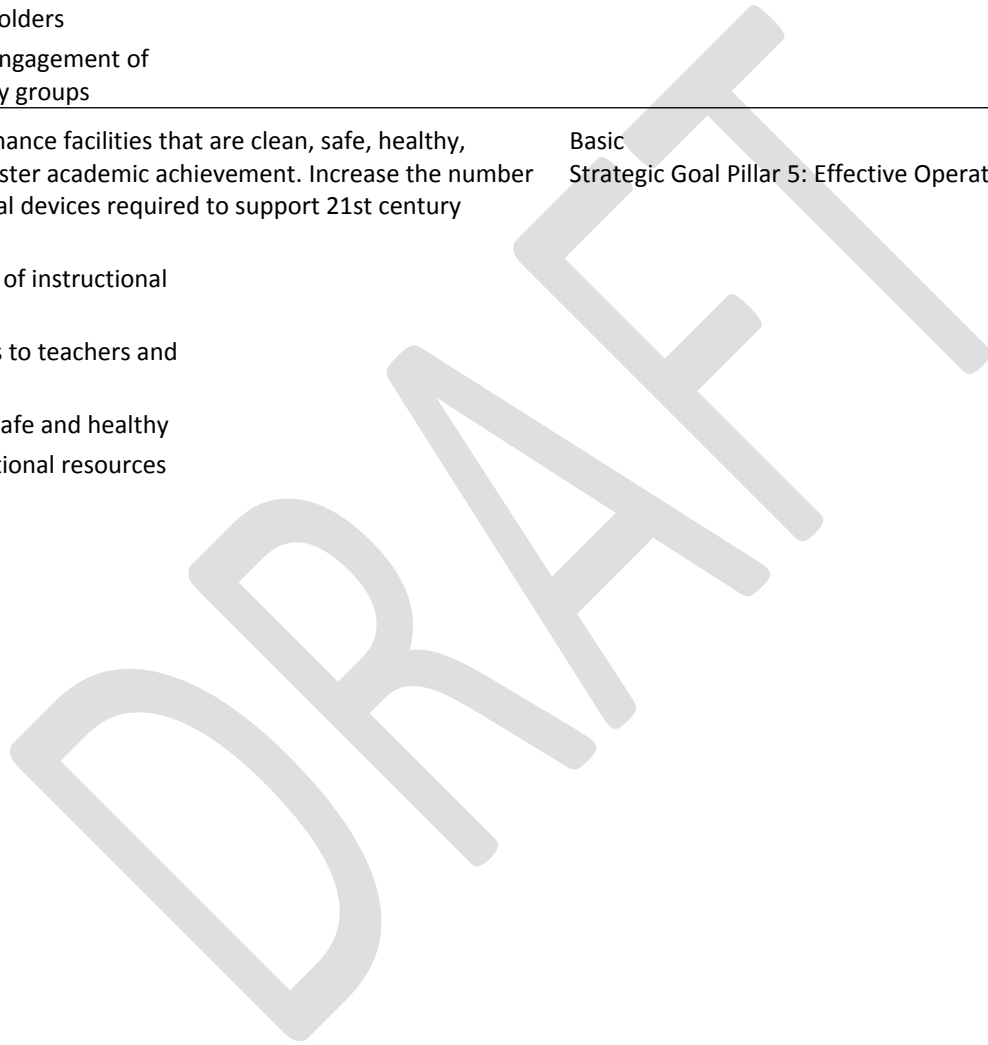 olders
ngagement of
y groups
nance facilities that are clean, safe, healthy,
ster academic achievement. Increase the number
al devices required to support 21st century
of instructional
s to teachers and
afe and healthy
tional resources
Basic
Strategic Goal Pillar 5: Effective Operat
DRAFT